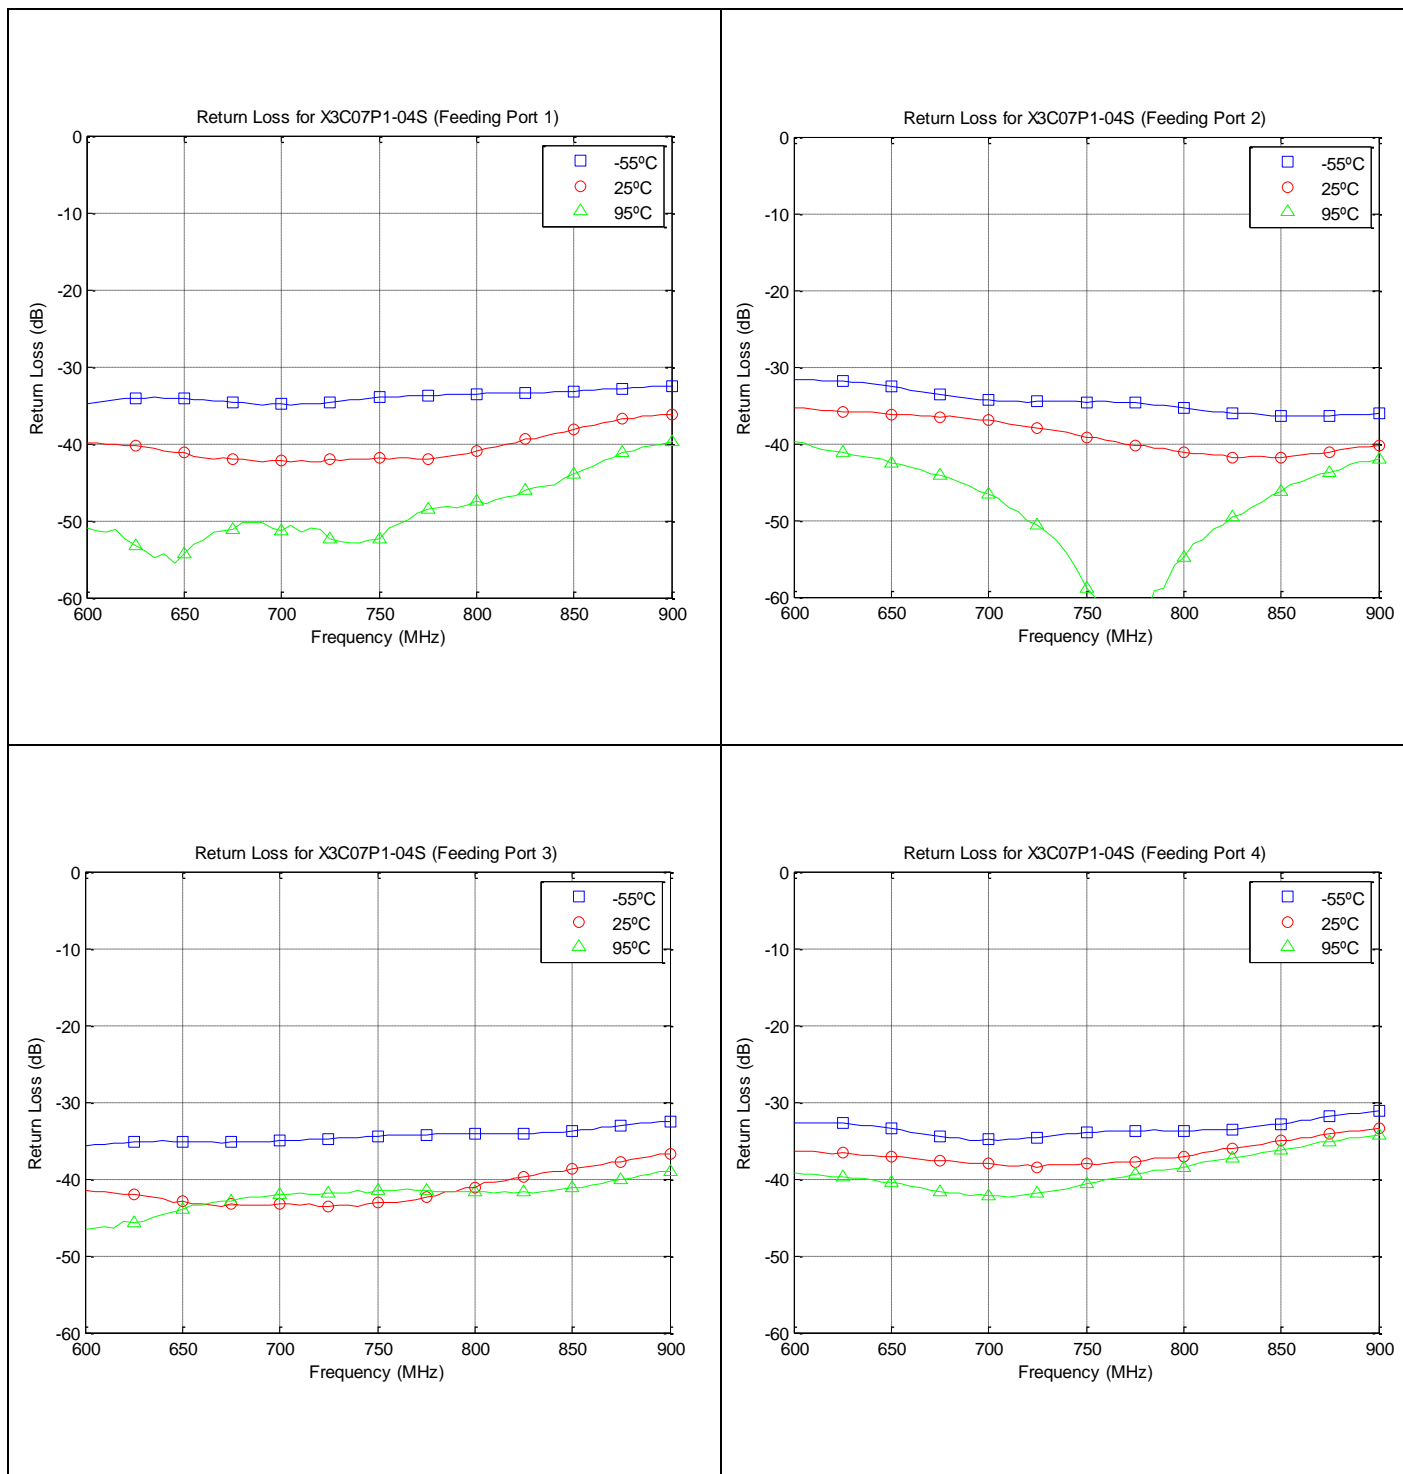 Return Loss for X3C07P1-04S (Feeding Port 1)
0
-10
-20
-30
-40
-50
-60
Return Loss (dB)
-55ºC
25ºC
95ºC
600 650 700 750 800 850 900
Frequency (MHz)
Return Loss for X3C07P1-04S (Feeding Port 2)
0
-10
-20
-30
-40
-50
-60
Return Loss (dB)
-55ºC
25ºC
95ºC
600 650 700 750 800 850 900
Frequency (MHz)
Return Loss for X3C07P1-04S (Feeding Port 3)
0
-10
-20
-30
-40
-50
-60
Return Loss (dB)
-55ºC
25ºC
95ºC
600 650 700 750 800 850 900
Frequency (MHz)
Return Loss for X3C07P1-04S (Feeding Port 4)
0
-10
-20
-30
-40
-50
-60
Return Loss (dB)
-55ºC
25ºC
95ºC
600 650 700 750 800 850 900
Frequency (MHz)